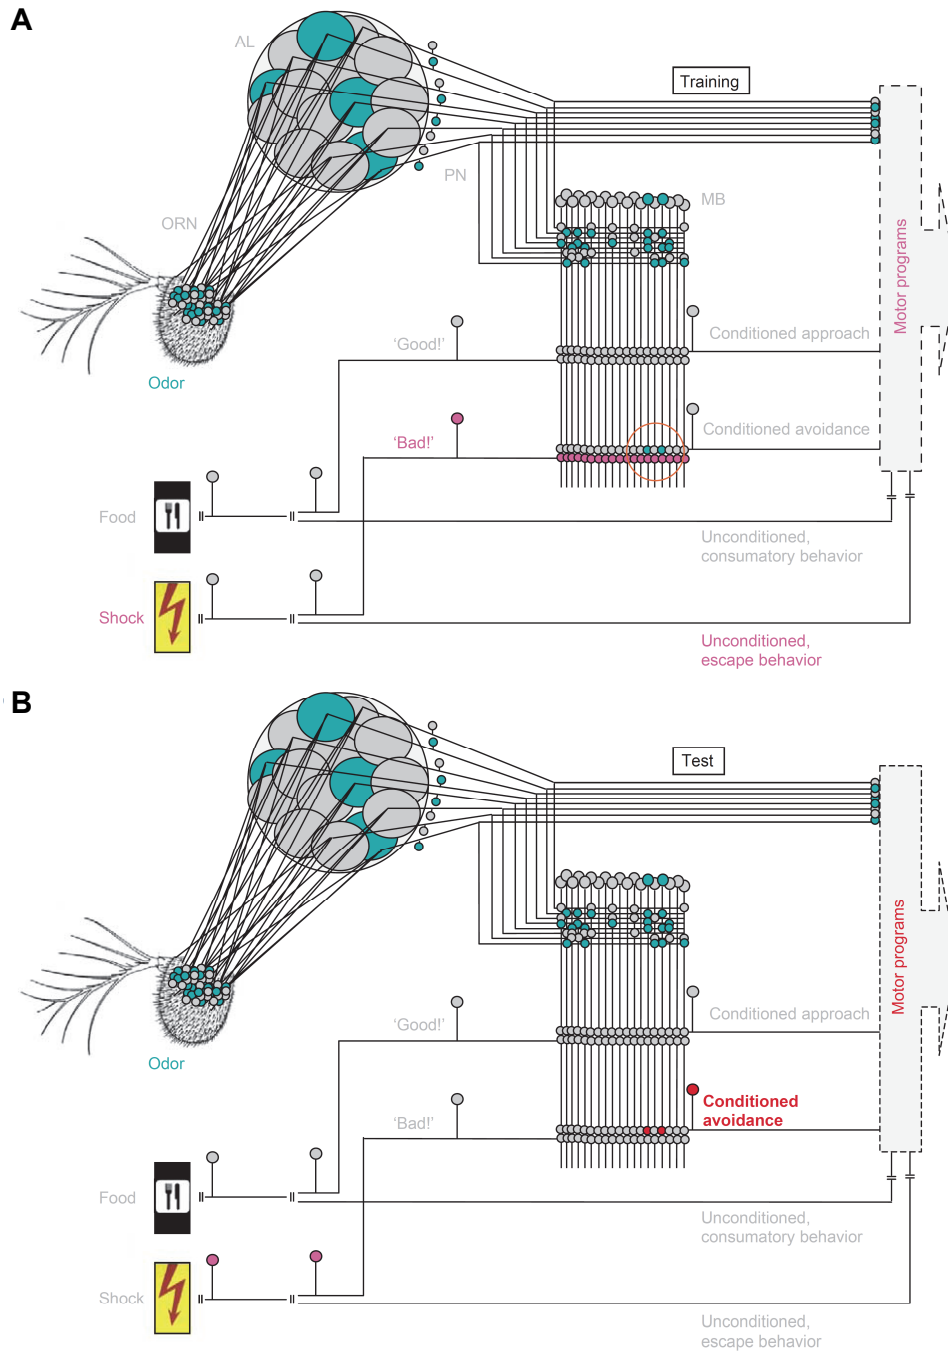 A
AL
Training
PN
MB
ORN
Motor programs
'Good!'
Conditioned approach
Odor
'Bad!'
Conditioned avoidance
Food
Unconditioned,
consumatory behavior
Shock
Unconditioned,
escape behavior
B
Test
Motor programs
'Good!'
Conditioned approach
Odor
'Bad!'
Conditioned
avoidance
Food
Unconditioned,
consumatory behavior
Shock
Unconditioned,
escape behavior